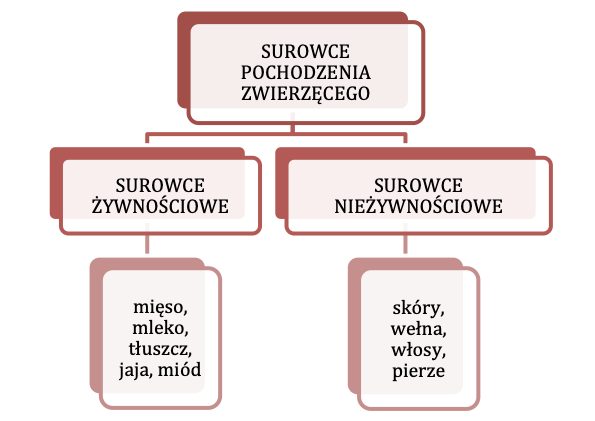 SUROWCE
POCHODZENIA
ZWIERZĘCEGO
SUROWCE
ŻYWNOŚCIOWE
SUROWCE
NIEŻYWNOŚCIOWE
mięso,
mleko,
tłuszcz,
jaja, miód
skóry,
wełna,
włosy,
pierze